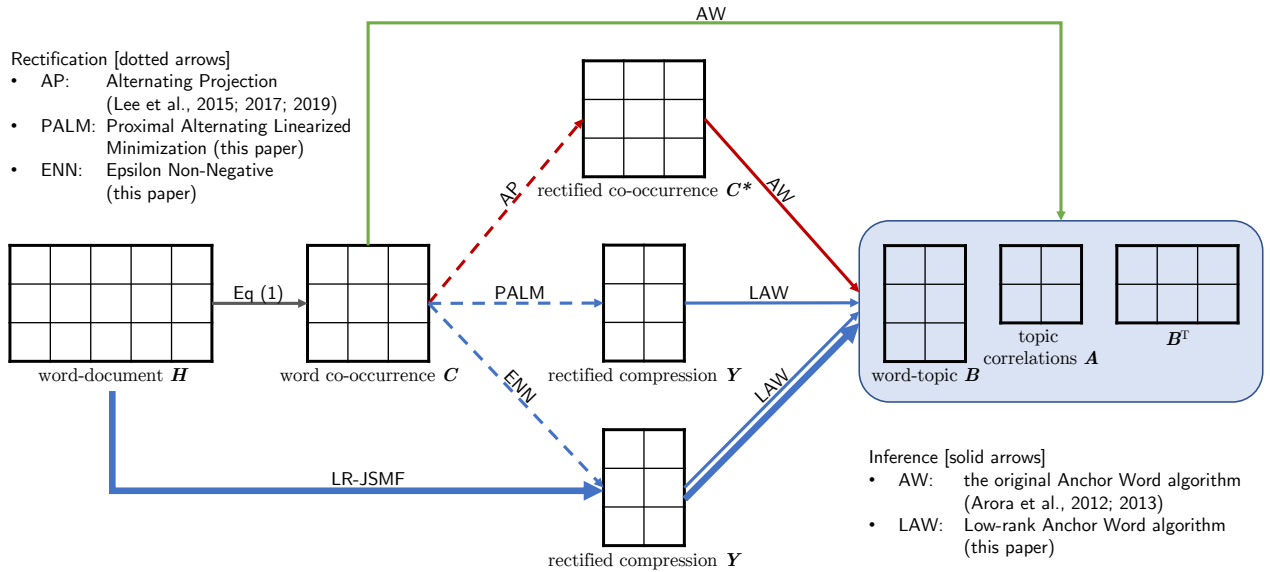 AW
Rectification [dotted arrows]
• AP: Alternating Projection
(Lee et al., 2015; 2017; 2019)
• PALM: Proximal Alternating Linearized
Minimization (this paper)
• ENN: Epsilon Non-Negative
(this paper)
rectified co-occurrence C*
AP
AW
Eq (1)
PALM
LAW
word-document H
word co-occurrence C
rectified compression Y
word-topic B
topic
correlations A
Bᵀ
ENN
LAW
LR-JSMF
rectified compression Y
Inference [solid arrows]
• AW: the original Anchor Word algorithm
(Arora et al., 2012; 2013)
• LAW: Low-rank Anchor Word algorithm
(this paper)